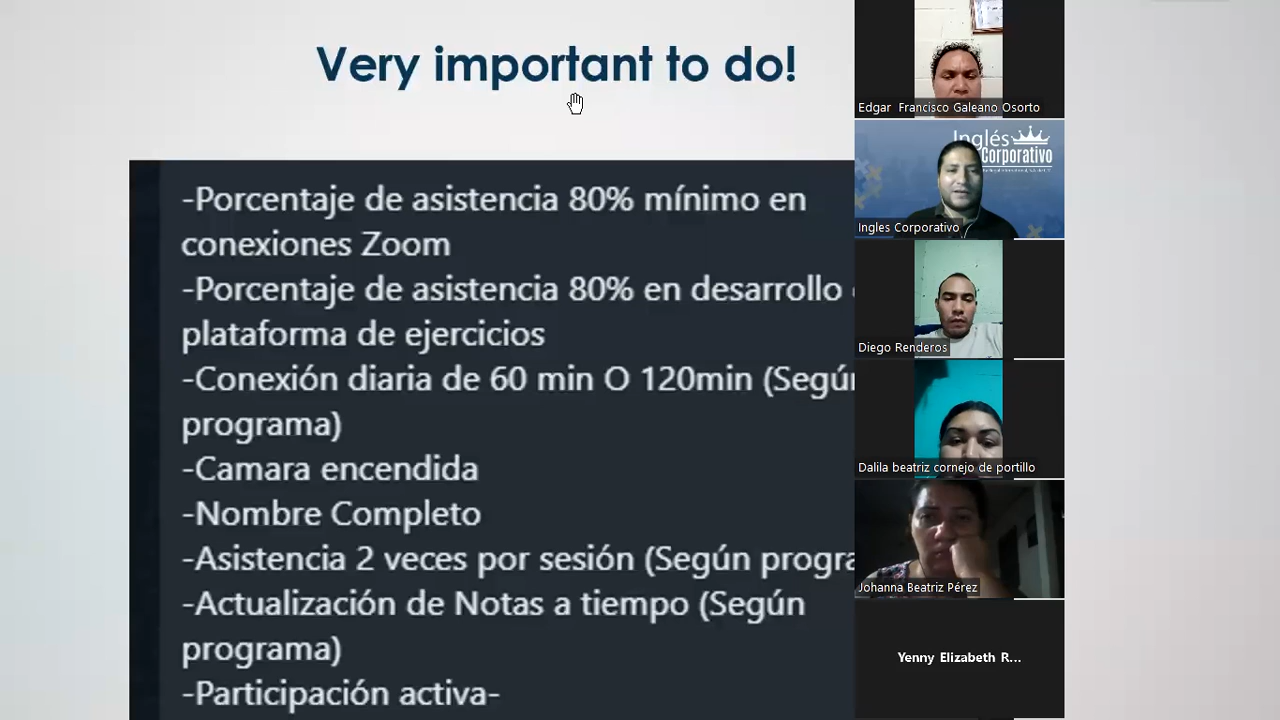 Very important to do!
-Porcentaje de asistencia 80% mínimo en
conexiones Zoom
-Porcentaje de asistencia 80% en desarrollo
plataforma de ejercicios
-Conexión diaria de 60 min O 120min (Según
programa)
-Camara encendida
-Nombre Completo
-Asistencia 2 veces por sesión (Según
-Actualización de Notas a tiempo (Según
programa)
-Participación activa-
Edgar Francisco Galeano Osorto
Inglés
Corporativo
Ingles Corporativo
Diego Renderos
Dalila beatriz cornejo de portillo
Johanna Beatriz Pérez
Yenny Elizabeth R...